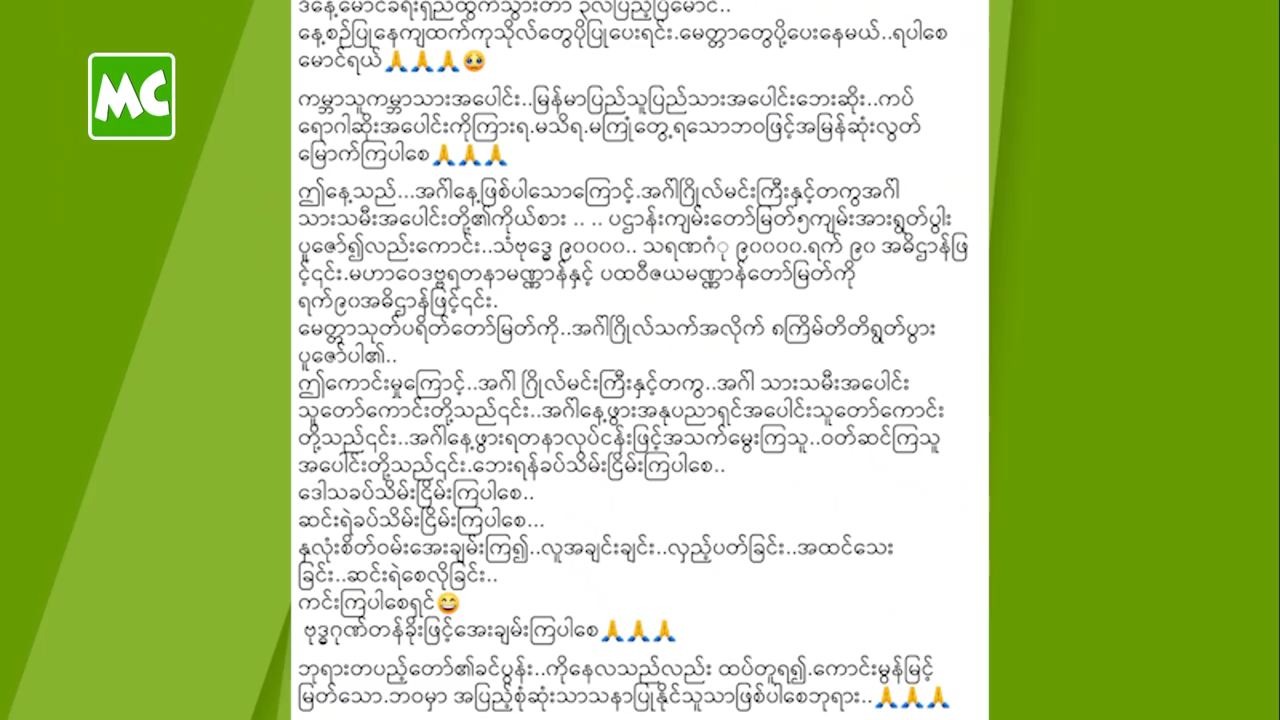 ဒီနေ့မောင်ခရီးရှည်ထွက်သွားတာ ၃လပြည့်ပြီမောင်..
နေ့စဉ်ပြုနေကျထက်ကုသိုလ်တွေပိုပြုပေးရင်း.မေတ္တာတွေပို့ပေးနေမယ်..ရပါစေ
မောင်ရယ်🙏🙏🙏🥹
MC
ကမ္ဘာသူကမ္ဘာသားအပေါင်း..မြန်မာပြည်သူပြည်သားအပေါင်းဘေးဆိုး..ကပ်
ရောဂါဆိုးအပေါင်းကိုကြားရ.မသိရ.မကြုံတွေ့ရသောဘဝဖြင့်အမြန်ဆုံးလွတ်
မြောက်ကြပါစေ🙏🙏🙏
ဤနေ့သည်...အင်္ဂါနေ့ဖြစ်ပါသောကြောင့်.အင်္ဂါဂြိုလ်မင်းကြီးနှင့်တကွအင်္ဂါ
သားသမီးအပေါင်းတို့၏ကိုယ်စား .. .. ပဌာန်းကျမ်းတော်မြတ်၅ကျမ်းအားရွတ်ပွါး
ပူဇော်၍လည်းကောင်း..သံဗုဒ္ဓေ ၉၀၀၀၀.. သရဏဂံု ၉၀၀၀၀.ရက် ၉၀ အဓိဌာန်ဖြ
င့်၎င်း.မဟာဝေဒဗ္ဗရတနာမဏ္ဍာန်နှင့် ပထဝီဇယမဏ္ဍာန်တော်မြတ်ကို
ရက်၉၀အဓိဌာန်ဖြင့်၎င်း.
မေတ္တာသုတ်ပရိတ်တော်မြတ်ကို..အင်္ဂါဂြိုလ်သက်အလိုက် ၈ကြိမ်တိတိရွတ်ပွား
ပူဇော်ပါ၏..
ဤကောင်းမှုကြောင့်..အင်္ဂါ ဂြိုလ်မင်းကြီးနှင့်တကွ..အင်္ဂါ သားသမီးအပေါင်း
သူတော်ကောင်းတို့သည်၎င်း..အင်္ဂါနေ့ဖွားအနုပညာရှင်အပေါင်းသူတော်ကောင်း
တို့သည်၎င်း..အင်္ဂါနေ့ဖွားရတနာလုပ်ငန်းဖြင့်အသက်မွေးကြသူ..ဝတ်ဆင်ကြသူ
အပေါင်းတို့သည်၎င်း.ဘေးရန်ခပ်သိမ်းငြိမ်းကြပါစေ..
ဒေါသခပ်သိမ်းငြိမ်းကြပါစေ..
ဆင်းရဲခပ်သိမ်းငြိမ်းကြပါစေ...
နှလုံးစိတ်ဝမ်းအေးချမ်းကြ၍..လူအချင်းချင်း..လှည့်ပတ်ခြင်း..အထင်သေး
ခြင်း..ဆင်းရဲစေလိုခြင်း..
ကင်းကြပါစေရှင်😄
ဗုဒ္ဓဂုဏ်တန်ခိုးဖြင့်အေးချမ်းကြပါစေ🙏🙏🙏
ဘုရားတပည့်တော်၏ခင်ပွန်း..ကိုနေလသည်လည်း ထပ်တူရ၍.ကောင်းမွန်မြင့်
မြတ်သော.ဘဝမှာ အပြည့်စုံဆုံးသာသနာပြုနိုင်သူသာဖြစ်ပါစေဘုရား..🙏🙏🙏